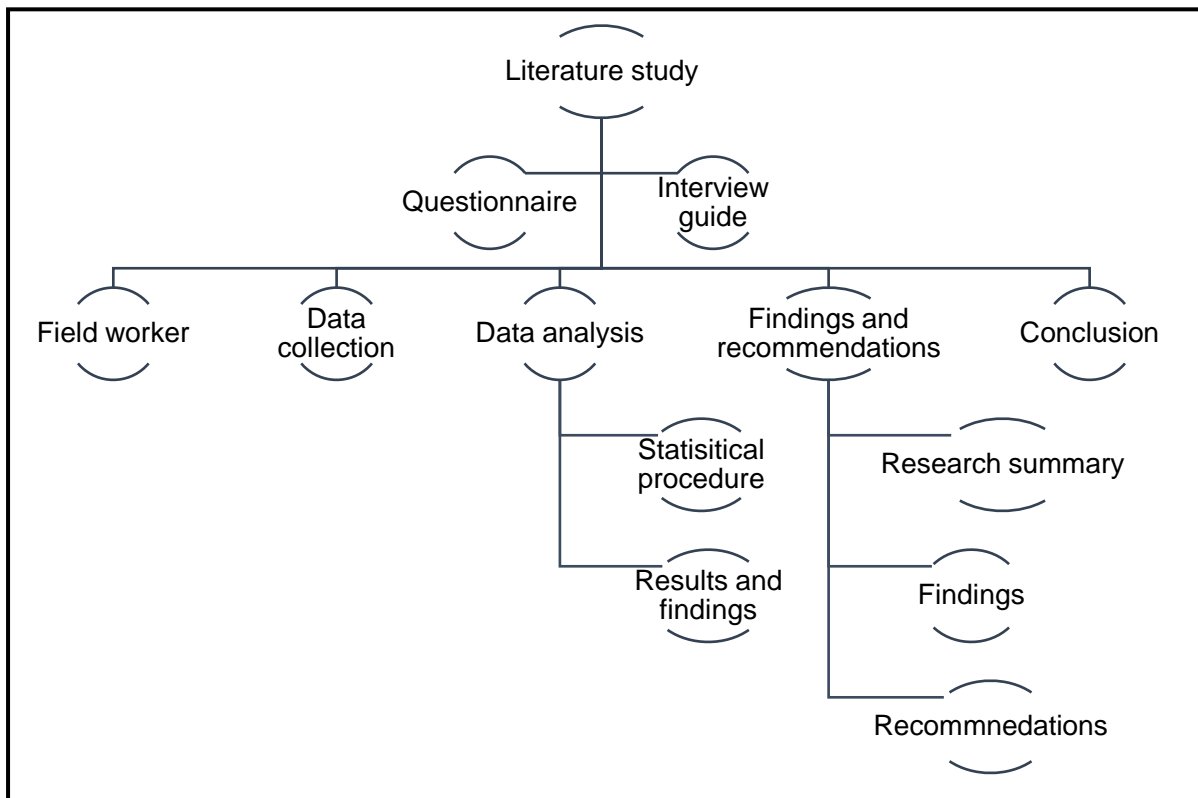 Literature study
Questionnaire
Interview
guide
Field worker
Data
collection
Data analysis
Findings and
recommendations
Conclusion
Statisitical
procedure
Results and
findings
Research summary
Findings
Recommnedations